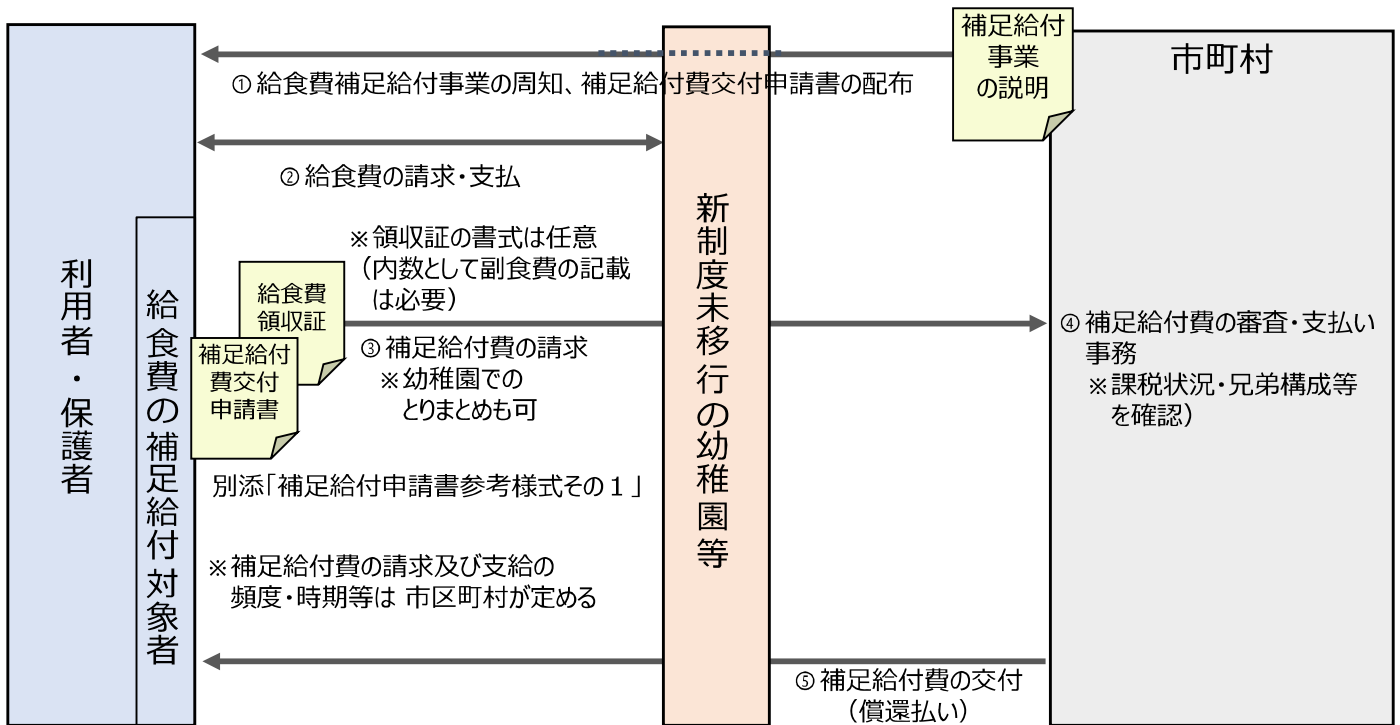 補足給付
事業
の説明
市町村
① 給食費補足給付事業の周知、補足給付費交付申請書の配布
② 給食費の請求・支払
利用者・保護者
給食費の補足給付対象者
新制度未移行の幼稚園等
※ 領収証の書式は任意
（内数として副食費の記載
は必要）
給食費
領収証
補足給付
費交付
申請書
③ 補足給付費の請求
※ 幼稚園での
とりまとめも可
④ 補足給付費の審査・支払い
事務
※課税状況・兄弟構成等
を確認）
別添「補足給付申請書参考様式その１」
※ 補足給付費の請求及び支給の
頻度・時期等は 市区町村が定める
⑤ 補足給付費の交付
（償還払い）